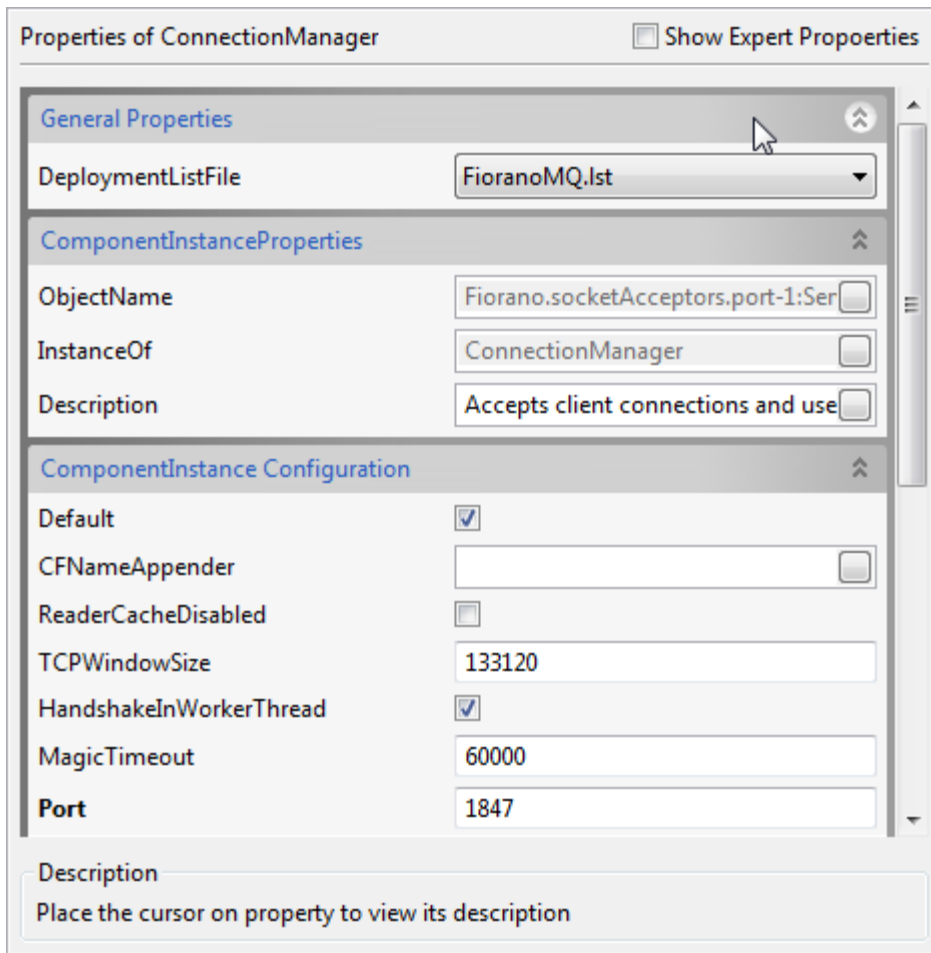 Properties of ConnectionManager Show Expert Propoerties
General Properties
DeploymentListFile FioranoMQ.lst
ComponentInstanceProperties
ObjectName Fiorano.socketAcceptors.port-1:Ser
InstanceOf ConnectionManager
Description Accepts client connections and use
ComponentInstance Configuration
Default
CFNameAppender
ReaderCacheDisabled
TCPWindowSize 133120
HandshakeInWorkerThread
MagicTimeout 60000
Port 1847
Description
Place the cursor on property to view its description